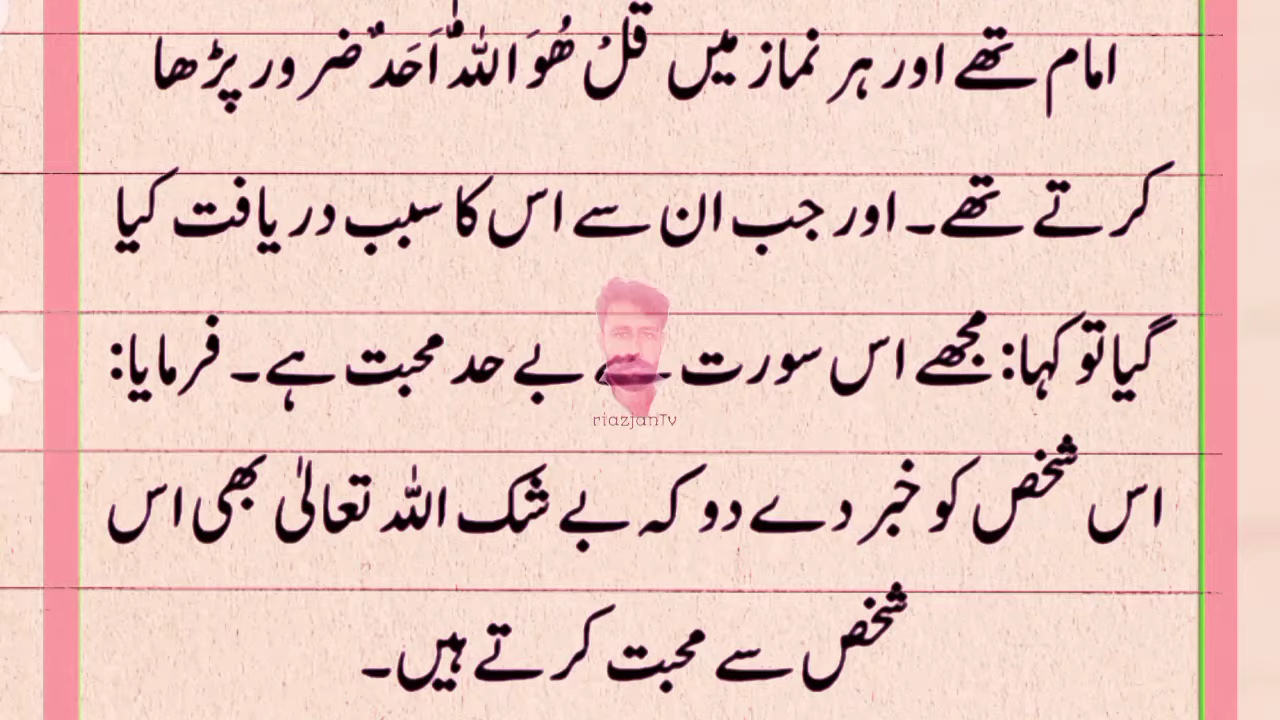 امام تھے اور ہر نماز میں قُلْ ھُوَ اللّٰہُ اَحَدٌ ضرور پڑھا
کرتے تھے۔ اور جب ان سے اس کا سبب دریافت کیا
گیا تو کہا: مجھے اس سورت سے بے حد محبت ہے۔ فرمایا:
riazjanTv
اس شخص کو خبر دے دو کہ بے شک اللہ تعالیٰ بھی اس
شخص سے محبت کرتے ہیں۔